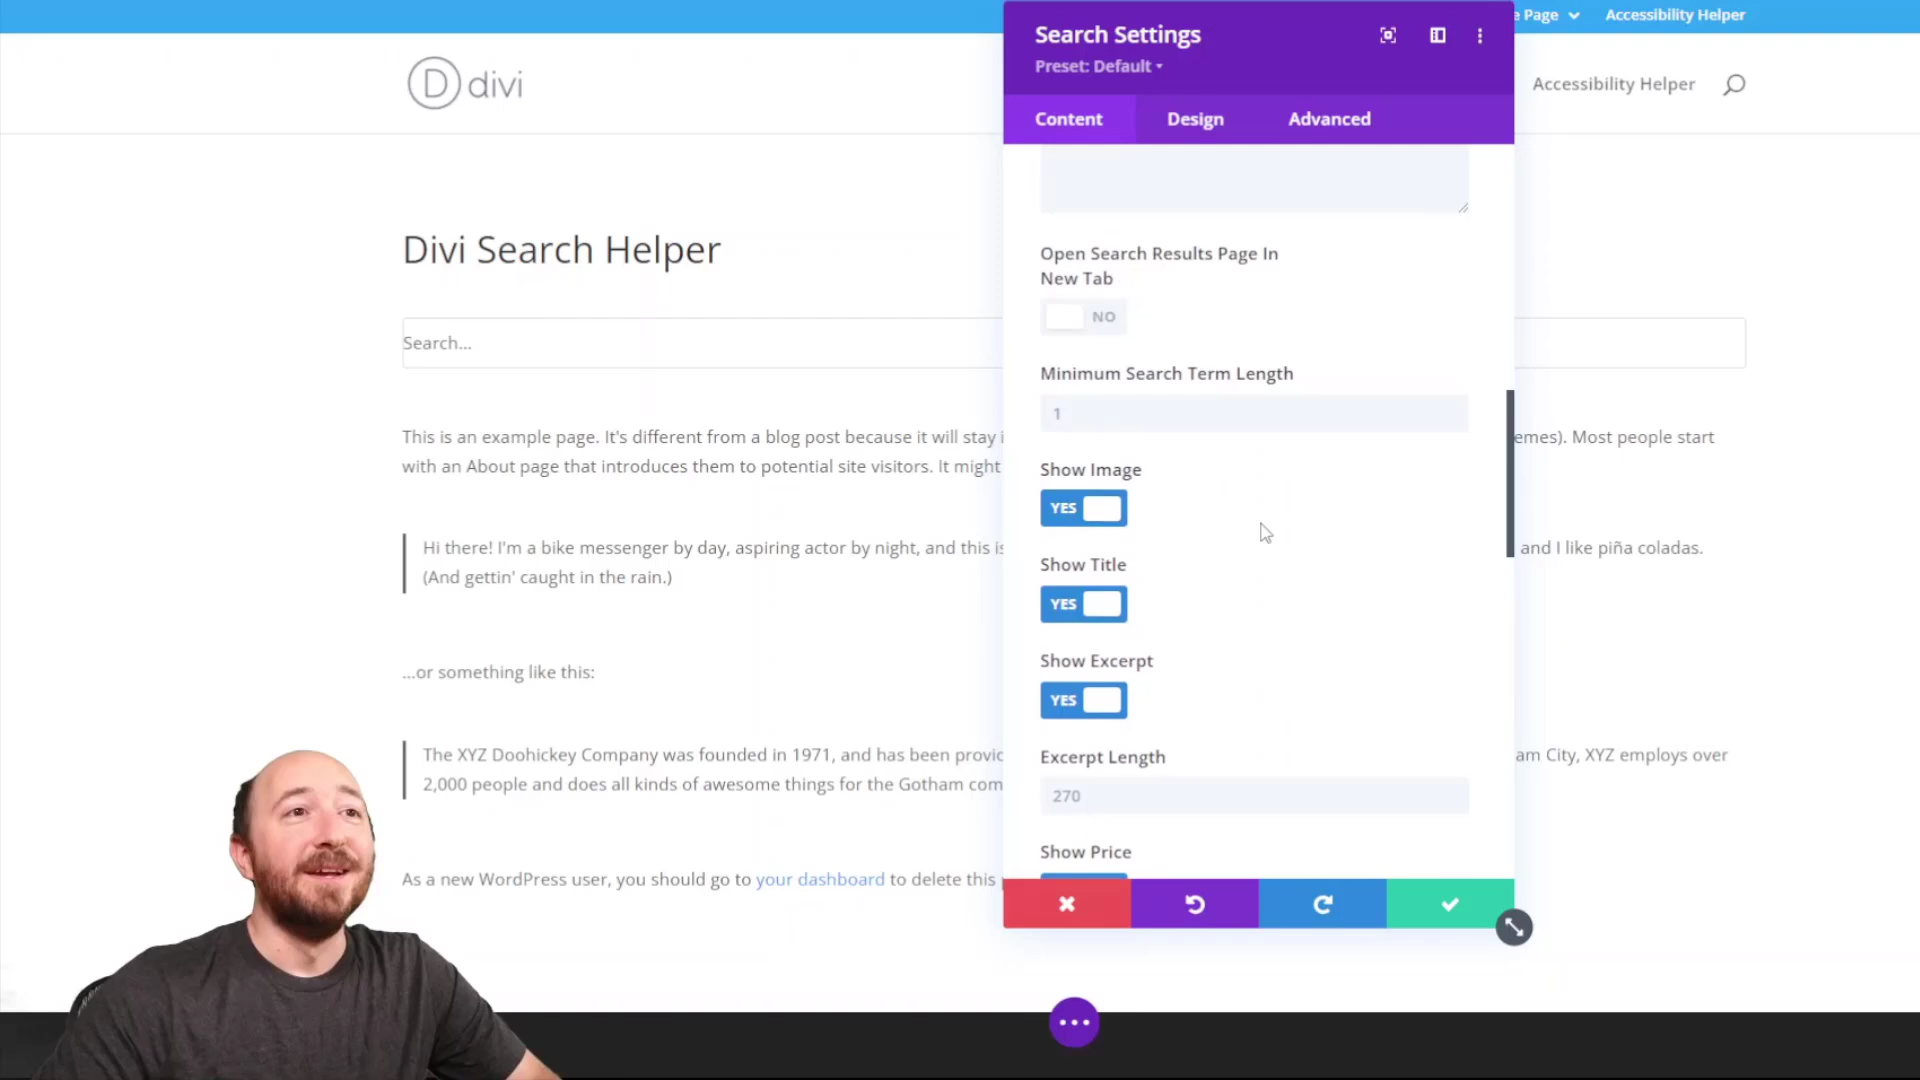 e Page
Accessibility Helper
Search Settings
Preset: Default
D divi
Accessibility Helper
Content
Design
Advanced
Divi Search Helper
Open Search Results Page In
New Tab
NO
Search...
Minimum Search Term Length
1
This is an example page. It's different from a blog post because it will stay i
emes). Most people start
with an About page that introduces them to potential site visitors. It might
Show Image
YES
Hi there! I'm a bike messenger by day, aspiring actor by night, and this is
and I like piña coladas.
(And gettin' caught in the rain.)
Show Title
YES
...or something like this:
Show Excerpt
YES
The XYZ Doohickey Company was founded in 1971, and has been provic
am City, XYZ employs over
2,000 people and does all kinds of awesome things for the Gotham com
Excerpt Length
270
Show Price
As a new WordPress user, you should go to your dashboard to delete this